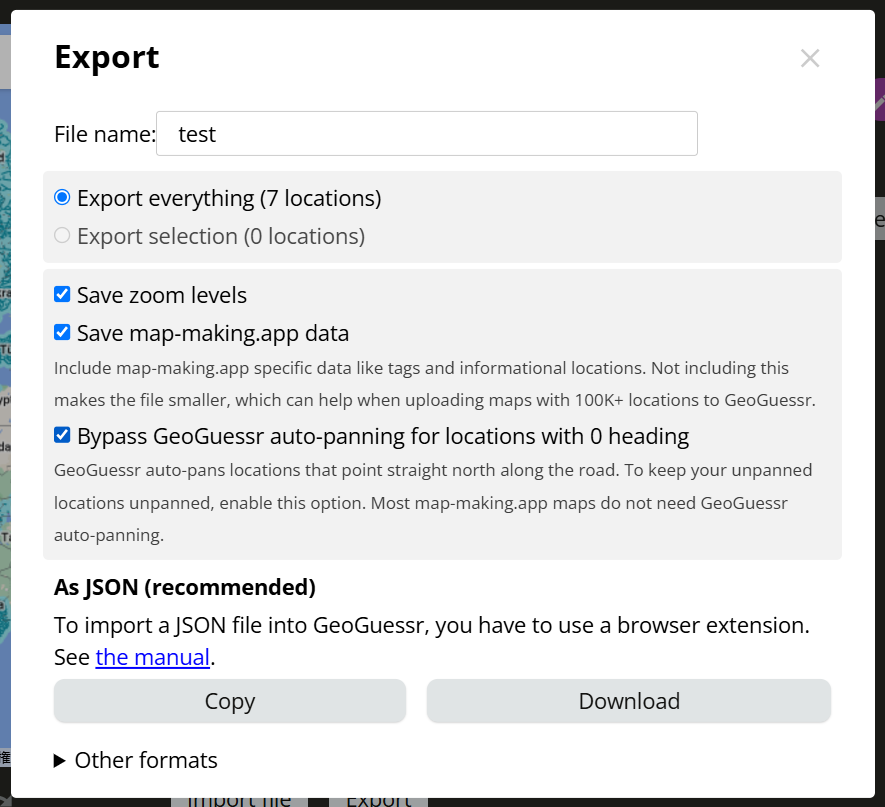 Export
File name: test
Export everything (7 locations)
Export selection (0 locations)
Save zoom levels
Save map-making.app data
Include map-making.app specific data like tags and informational locations. Not including this
makes the file smaller, which can help when uploading maps with 100K+ locations to GeoGuessr.
Bypass GeoGuessr auto-panning for locations with 0 heading
GeoGuessr auto-pans locations that point straight north along the road. To keep your unpanned
locations unpanned, enable this option. Most map-making.app maps do not need GeoGuessr
auto-panning.
As JSON (recommended)
To import a JSON file into GeoGuessr, you have to use a browser extension.
See the manual.
Copy Download
Other formats
Import file Export